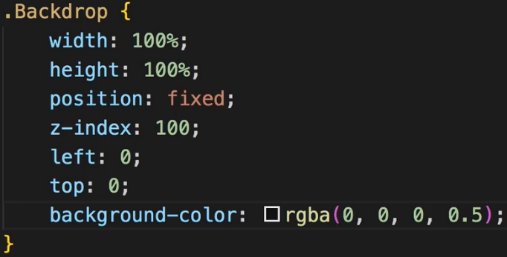 .Backdrop {
    width: 100%;
    height: 100%;
    position: fixed;
    z-index: 100;
    left: 0;
    top: 0;
    background-color: rgba(0, 0, 0, 0.5);
}